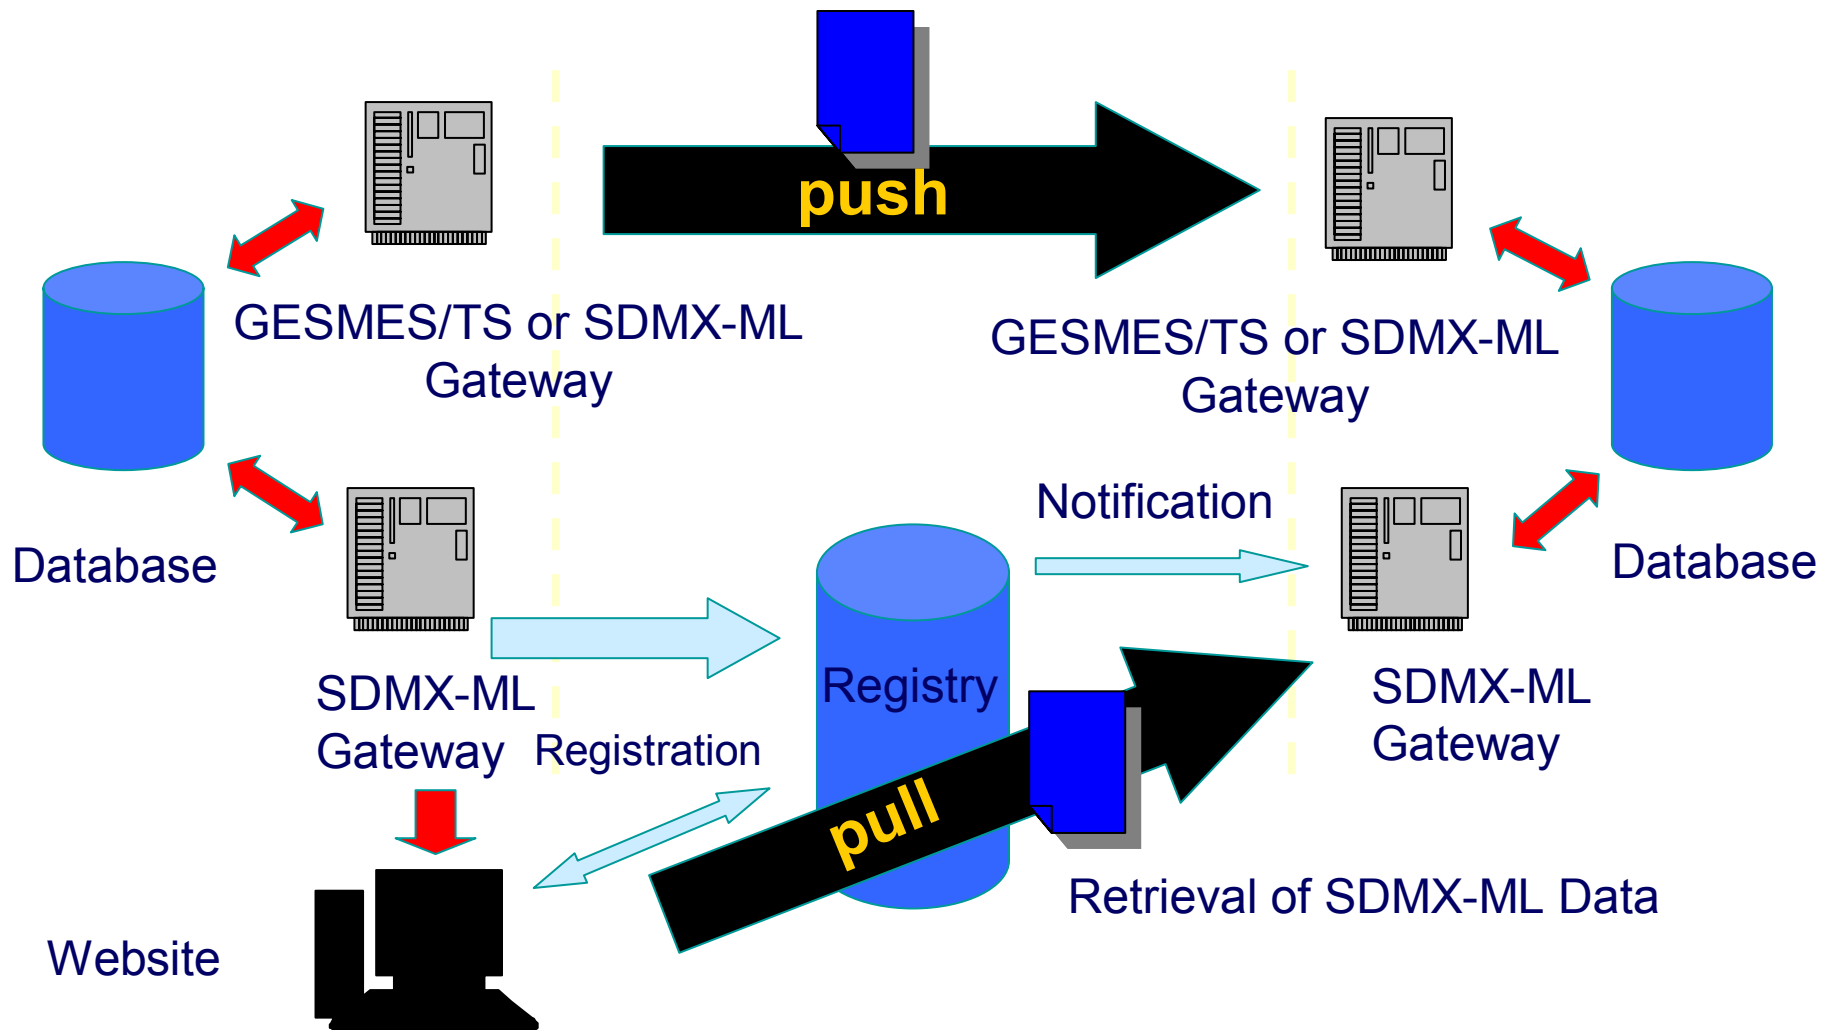 push
GESMES/TS or SDMX-ML
Gateway
GESMES/TS or SDMX-ML
Gateway
Notification
Database
Database
Registry
SDMX-ML
Gateway
SDMX-ML
Gateway
Registration
pull
Retrieval of SDMX-ML Data
Website